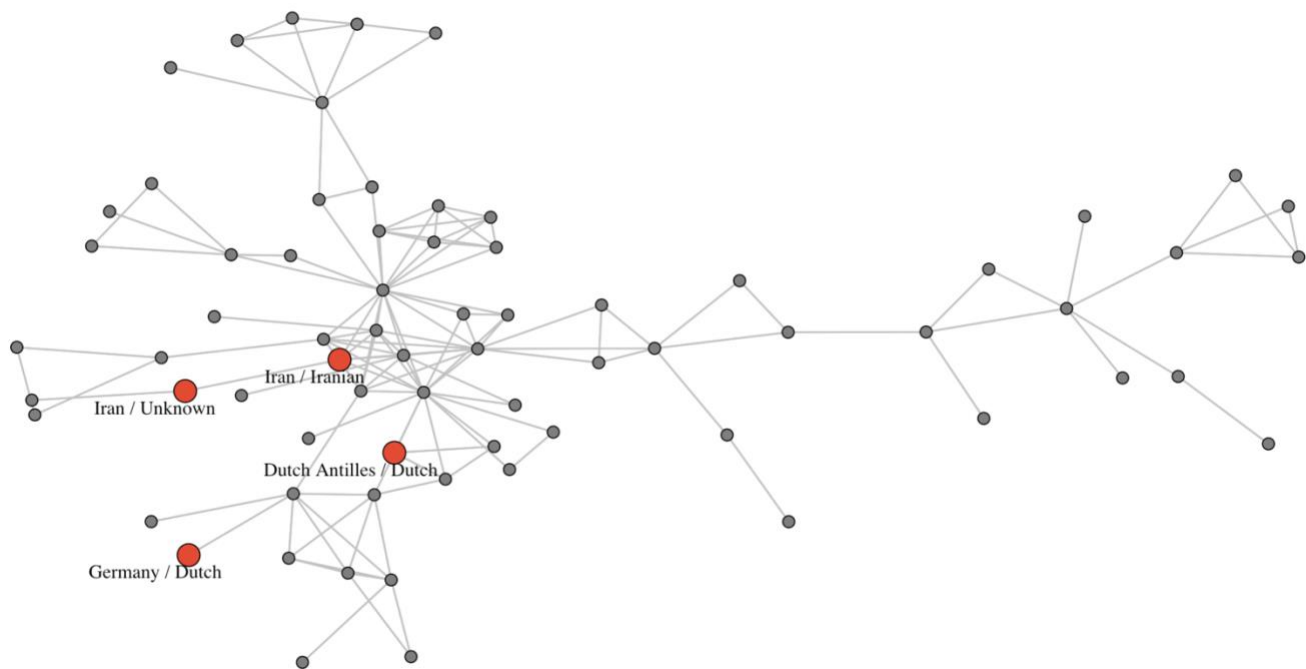 Iran / Iranian
Iran / Unknown
Dutch Antilles / Dutch
Germany / Dutch